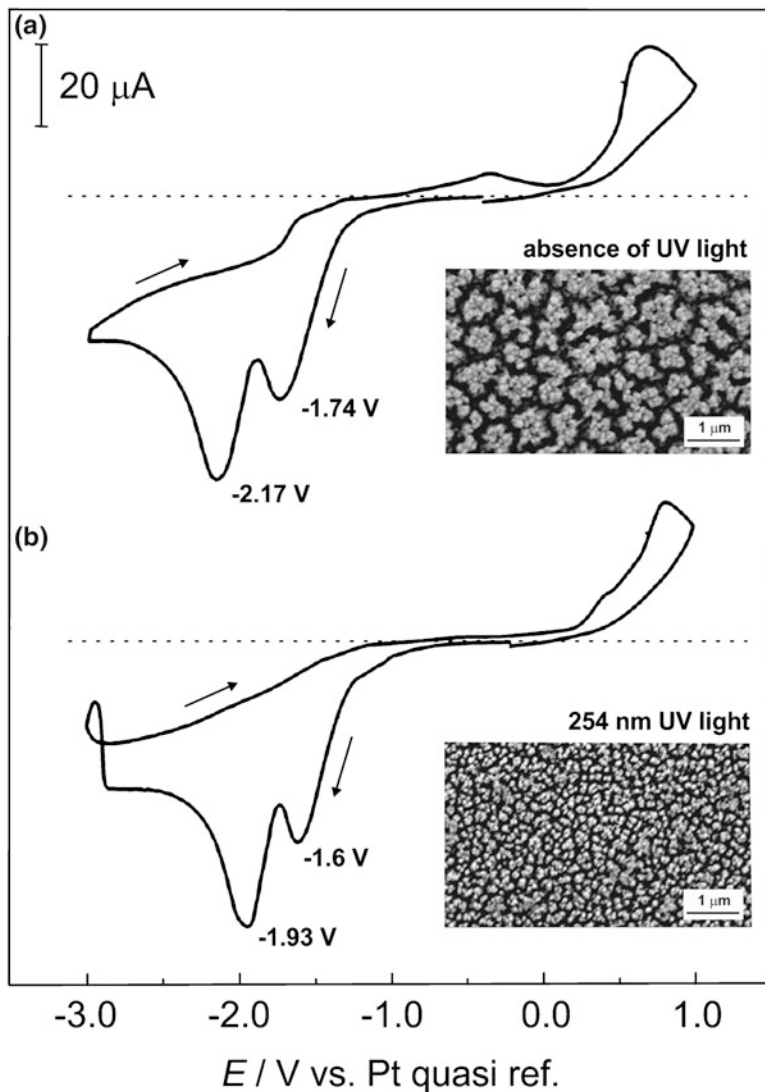 (a)
20 μA
absence of UV light
-1.74 V
1 μm
-2.17 V
(b)
254 nm UV light
-1.6 V
1 μm
-1.93 V
-3.0 -2.0 -1.0 0.0 1.0
E / V vs. Pt quasi ref.